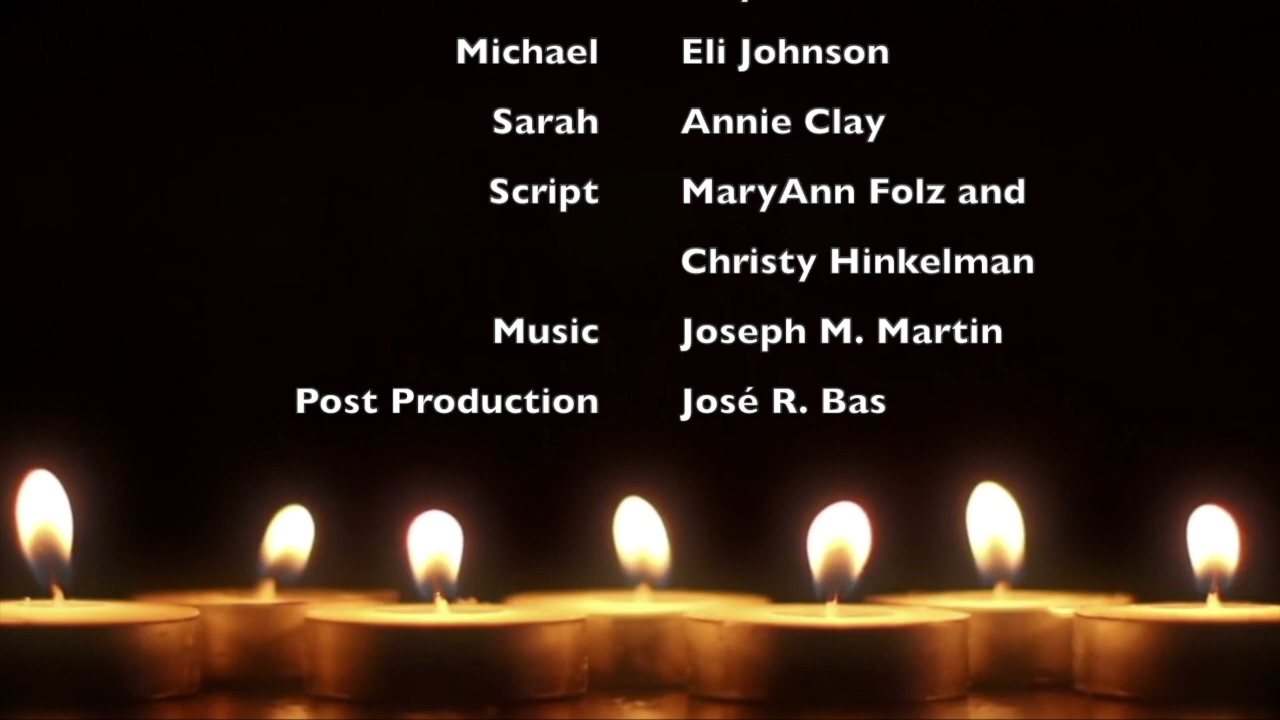 Michael Eli Johnson
Sarah Annie Clay
Script MaryAnn Folz and
Christy Hinkelman
Music Joseph M. Martin
Post Production José R. Bas